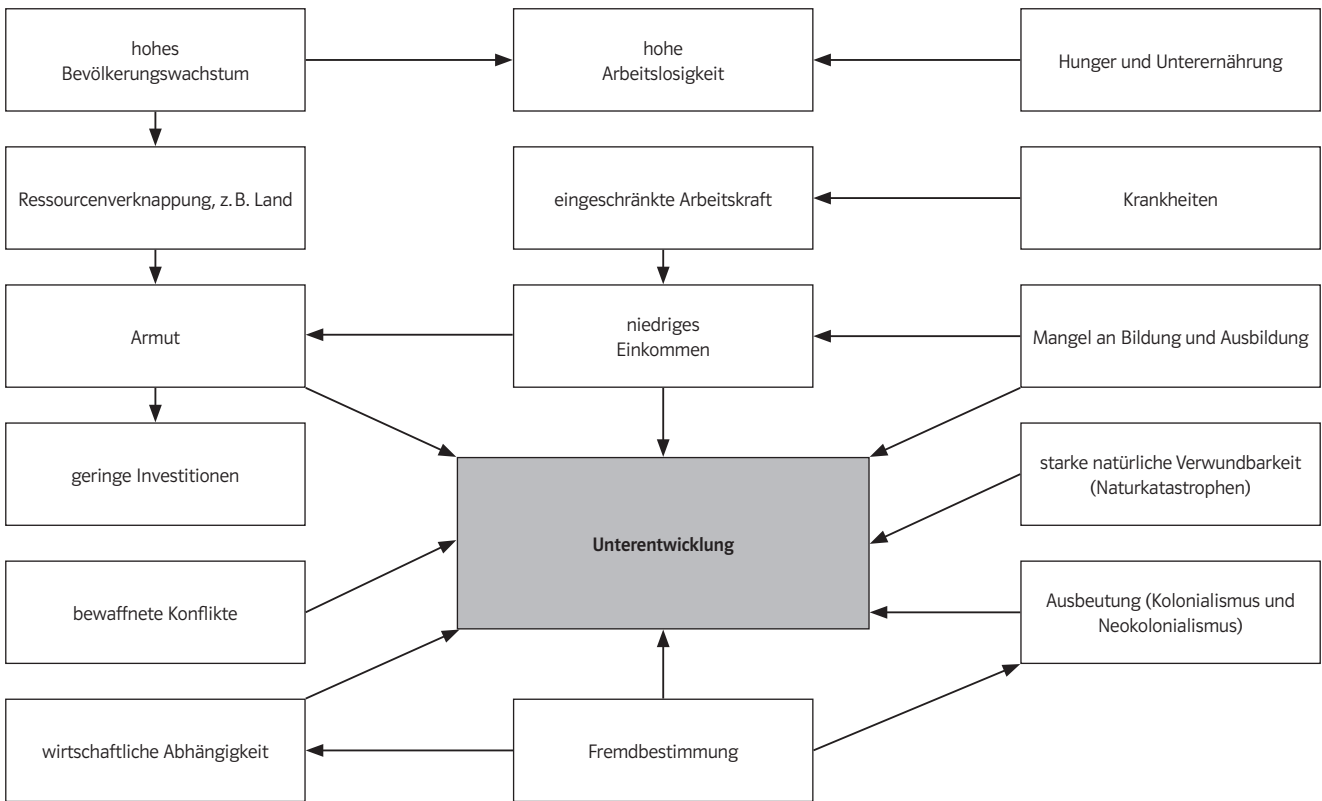 hohes
Bevölkerungswachstum
hohe
Arbeitslosigkeit
Hunger und Unterernährung
Ressourcenverknappung, z. B. Land
eingeschränkte Arbeitskraft
Krankheiten
Armut
niedriges
Einkommen
Mangel an Bildung und Ausbildung
geringe Investitionen
starke natürliche Verwundbarkeit
(Naturkatastrophen)
Unterentwicklung
bewaffnete Konflikte
Ausbeutung (Kolonialismus und
Neokolonialismus)
wirtschaftliche Abhängigkeit
Fremdbestimmung